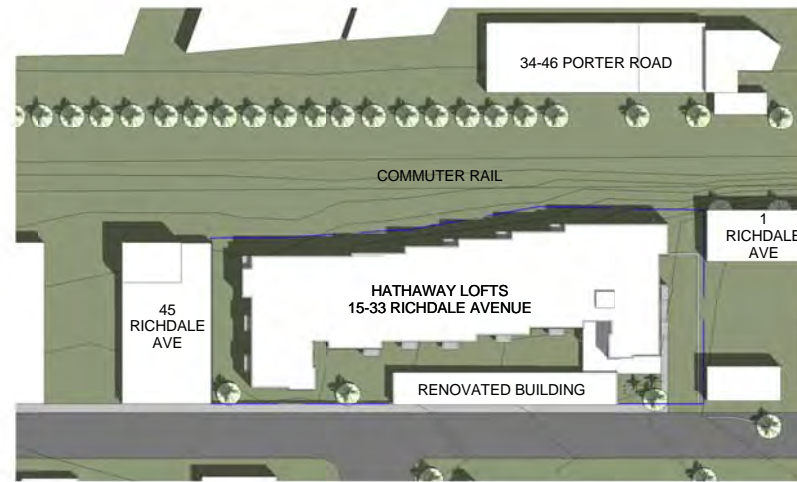 34-46 PORTER ROAD
COMMUTER RAIL
1
RICHDALE
AVE
HATHAWAY LOFTS
15-33 RICHDALE AVENUE
45
RICHDALE
AVE
RENOVATED BUILDING